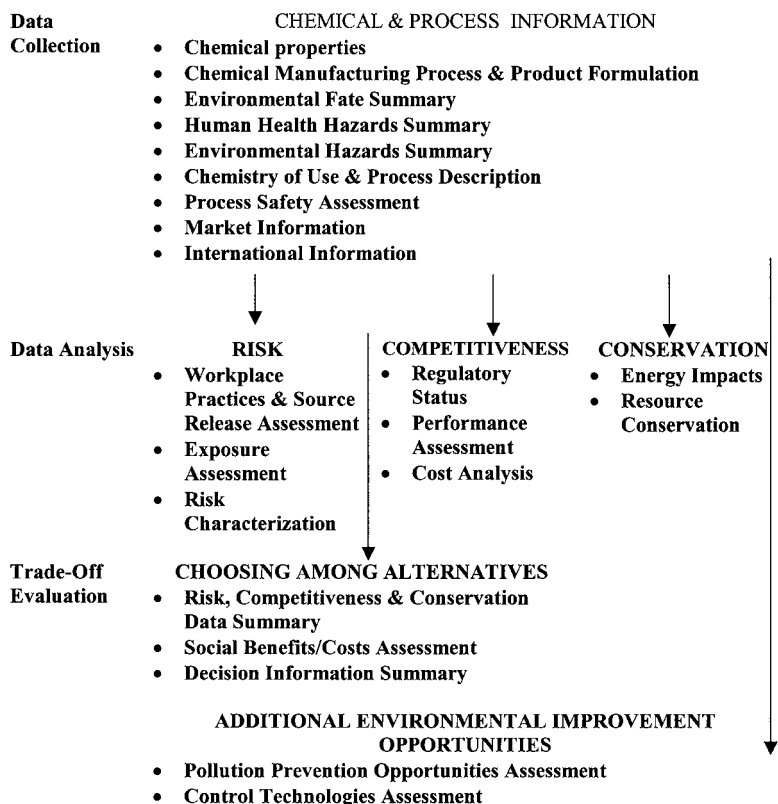 Data
Collection
CHEMICAL & PROCESS INFORMATION
• Chemical properties
• Chemical Manufacturing Process & Product Formulation
• Environmental Fate Summary
• Human Health Hazards Summary
• Environmental Hazards Summary
• Chemistry of Use & Process Description
• Process Safety Assessment
• Market Information
• International Information
Data Analysis
RISK
• Workplace
Practices & Source
Release Assessment
• Exposure
Assessment
• Risk
Characterization
COMPETITIVENESS
• Regulatory
Status
• Performance
Assessment
• Cost Analysis
CONSERVATION
• Energy Impacts
• Resource
Conservation
Trade-Off
Evaluation
CHOOSING AMONG ALTERNATIVES
• Risk, Competitiveness & Conservation
Data Summary
• Social Benefits/Costs Assessment
• Decision Information Summary
ADDITIONAL ENVIRONMENTAL IMPROVEMENT
OPPORTUNITIES
• Pollution Prevention Opportunities Assessment
• Control Technologies Assessment